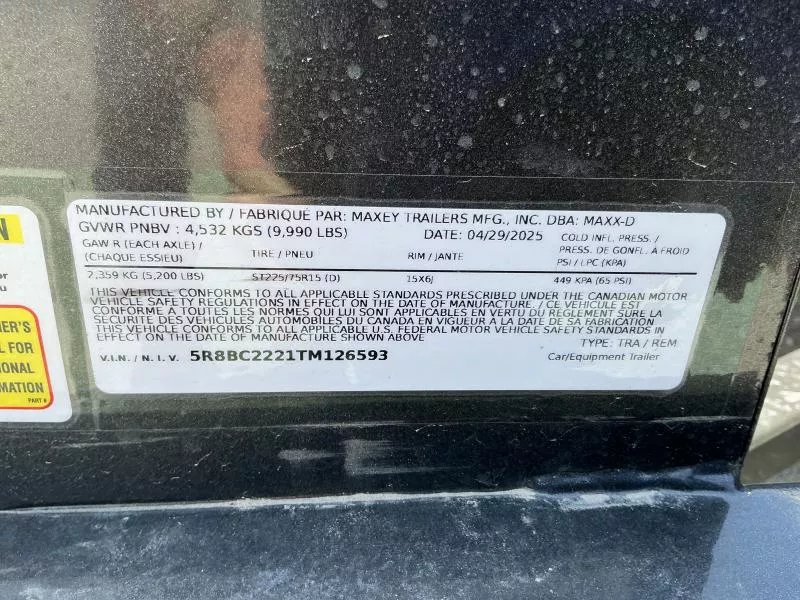 MANUFACTURED BY / FABRIQUÉ PAR: MAXEY TRAILERS MFG., INC. DBA: MAXX-D
GVWR PNBV : 4,532 KGS (9,990 LBS) DATE: 04/29/2025
GAW R (EACH AXLE) / (CHAQUE ESSIEU) TIRE / PNEU RIM / JANTE COLD INFL. PRESS. / PRESS. DE GONFL. À FROID PSI / LPC (KPA)
2,359 KG (5,200 LBS) ST225/75R15 (D) 15X6J 449 KPA (65 PSI)
THIS VEHICLE CONFORMS TO ALL APPLICABLE STANDARDS PRESCRIBED UNDER THE CANADIAN MOTOR
VEHICLE SAFETY REGULATIONS IN EFFECT ON THE DATE OF MANUFACTURE. / CE VEHICULE EST
CONFORME A TOUTES LES NORMES QUI LUI SONT APPLICABLES EN VERTU DU REGLEMENT SUR LA
SECURITE DES VEHICULES AUTOMOBILES DU CANADA EN VIGUEUR A LA DATE DE SA FABRICATION
THIS VEHICLE CONFORMS TO ALL APPLICABLE U.S. FEDERAL MOTOR VEHICLE SAFETY STANDARDS IN
EFFECT ON THE DATE OF MANUFACTURE SHOWN ABOVE
TYPE: TRA / REM
V.I.N. / N. I. V. 5R8BC2221TM126593 Car/Equipment Trailer
N
or
u
ER'S
L FOR
ONAL
MATION
PART #